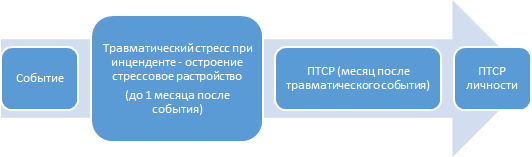 Событие
Травматический стресс при
инценденте - остроение
стрессовое растройство
(до 1 месяца после
события)
ПТСР (месяц после
травматического события)
ПТСР
личности